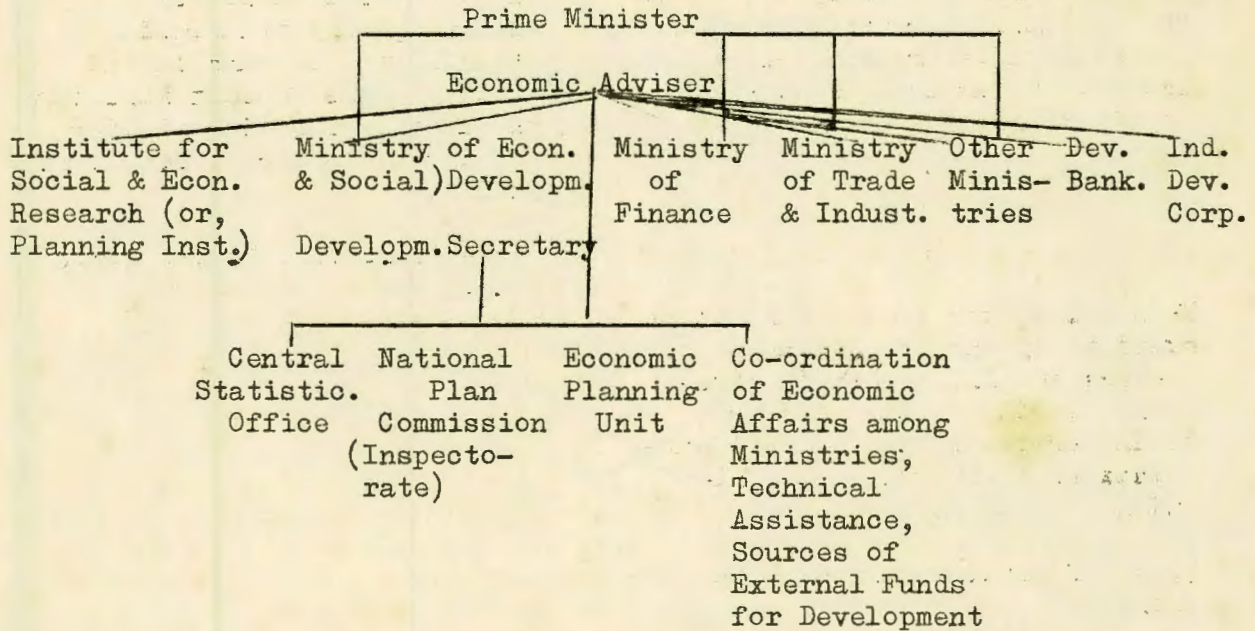 Prime Minister
Economic Adviser
Institute for
Social & Econ.
Research (or,
Planning Inst.)
Ministry of Econ.
& Social)Developm.
Developm.Secretary
Ministry
of
Finance
Ministry
of Trade
& Indust.
Other
Minis-
tries
Dev.
Bank.
Ind.
Dev.
Corp.
Central
Statistic.
Office
National
Plan
Commission
(Inspecto-
rate)
Economic
Planning
Unit
Co-ordination
of Economic
Affairs among
Ministries,
Technical
Assistance,
Sources of
External Funds
for Development